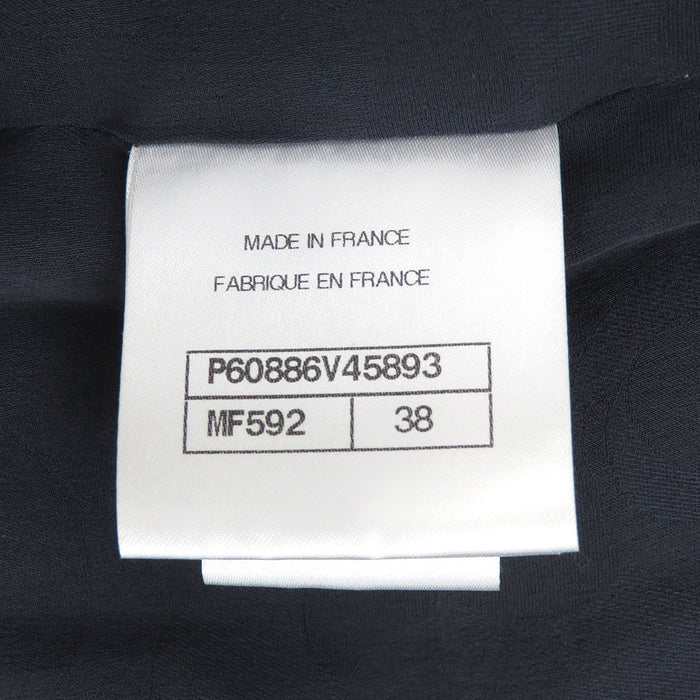 MADE IN FRANCE
FABRIQUE EN FRANCE
P60886V45893
MF592 38